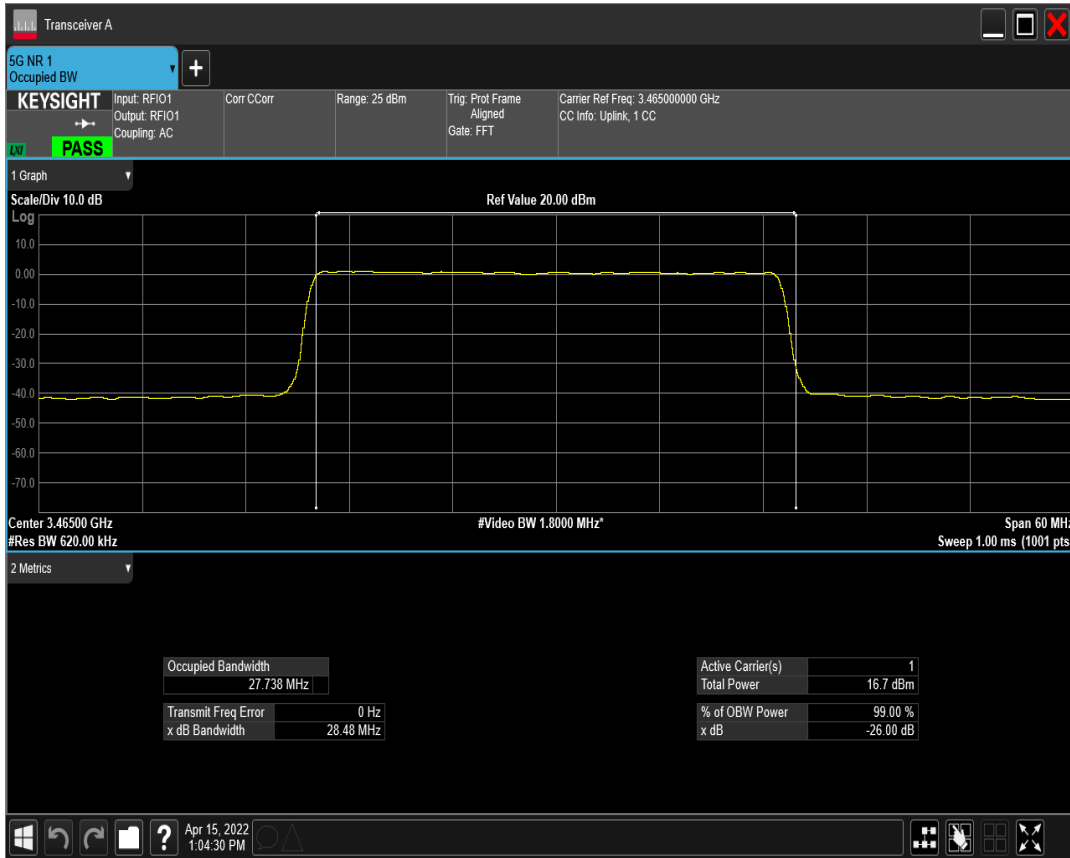 Transceiver A
5G NR 1
Occupied BW
+
KEYSIGHT
LXI
PASS
Input: RFIO1
Output: RFIO1
Coupling: AC
Corr CCorr
Range: 25 dBm
Trig: Prot Frame
Aligned
Gate: FFT
Carrier Ref Freq: 3.465000000 GHz
CC Info: Uplink, 1 CC
1 Graph
Scale/Div 10.0 dB
Ref Value 20.00 dBm
Log
10.0
0.00
-10.0
-20.0
-30.0
-40.0
-50.0
-60.0
-70.0
Center 3.46500 GHz
#Video BW 1.8000 MHz*
Span 60 MHz
#Res BW 620.00 kHz
Sweep 1.00 ms (1001 pts
2 Metrics
Occupied Bandwidth
27.738 MHz
Transmit Freq Error 0 Hz
x dB Bandwidth 28.48 MHz
Active Carrier(s) 1
Total Power 16.7 dBm
% of OBW Power 99.00 %
x dB -26.00 dB
?
Apr 15, 2022
1:04:30 PM